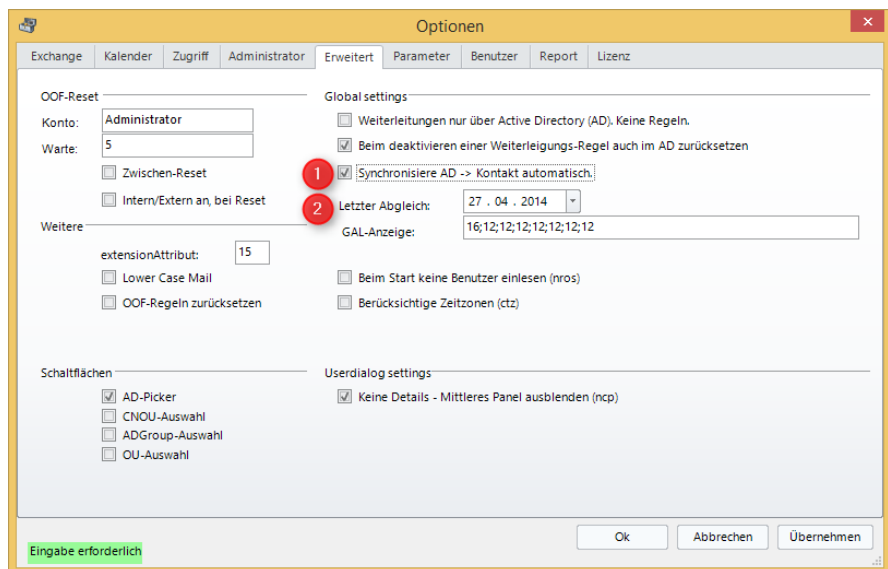 Optionen
Exchange Kalender Zugriff Administrator Erweitert Parameter Benutzer Report Lizenz
OOF-Reset
Konto: Administrator
Warte: 5
Zwischen-Reset
Intern/Extern an, bei Reset
Weitere
extensionAttribut: 15
Lower Case Mail
OOF-Regeln zurücksetzen
Schaltflächen
AD-Picker
CNOU-Auswahl
ADGroup-Auswahl
OU-Auswahl
Global settings
Weiterleitungen nur über Active Directory (AD). Keine Regeln.
Beim deaktivieren einer Weiterleigungs-Regel auch im AD zurücksetzen
1 Synchronisiere AD -> Kontakt automatisch.
2 Letzter Abgleich: 27 . 04 . 2014
GAL-Anzeige: 16;12;12;12;12;12;12;12
Beim Start keine Benutzer einlesen (nros)
Berücksichtige Zeitzonen (ctz)
Userdialog settings
Keine Details - Mittleres Panel ausblenden (ncp)
Eingabe erforderlich
Ok Abbrechen Übernehmen